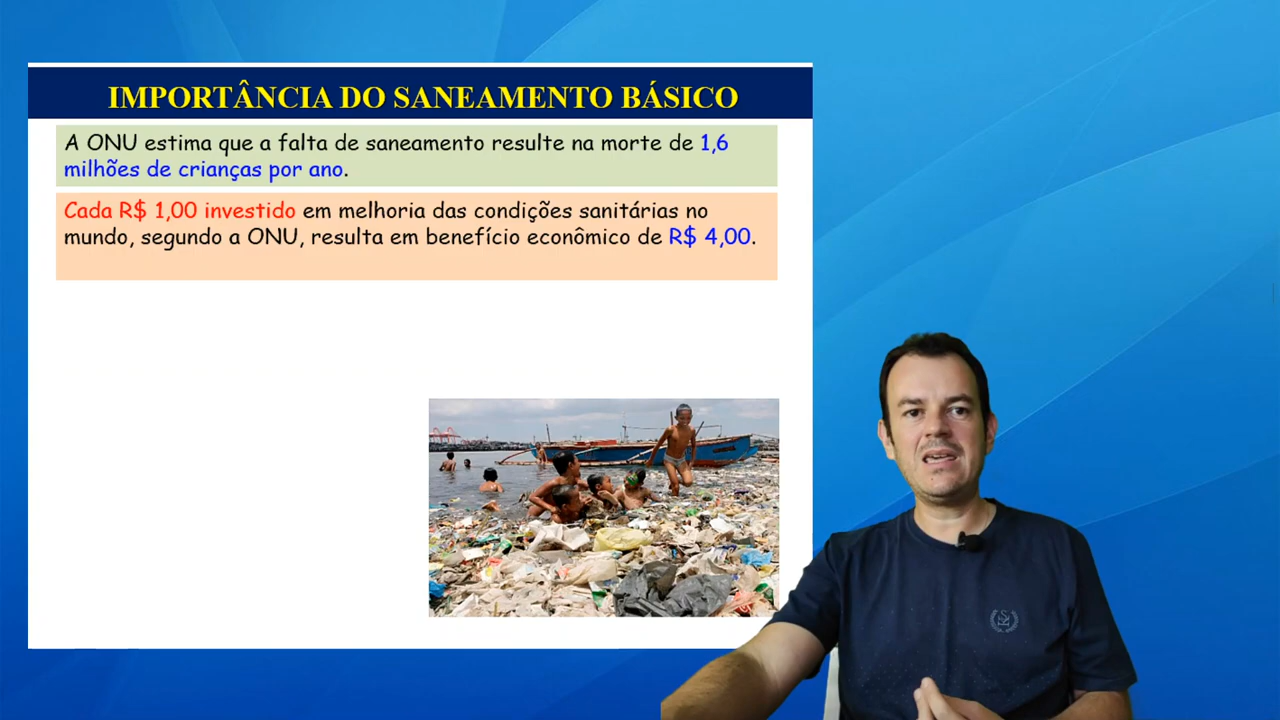 IMPORTÂNCIA DO SANEAMENTO BÁSICO
A ONU estima que a falta de saneamento resulte na morte de 1,6
milhões de crianças por ano.
Cada R$ 1,00 investido em melhoria das condições sanitárias no
mundo, segundo a ONU, resulta em benefício econômico de R$ 4,00.